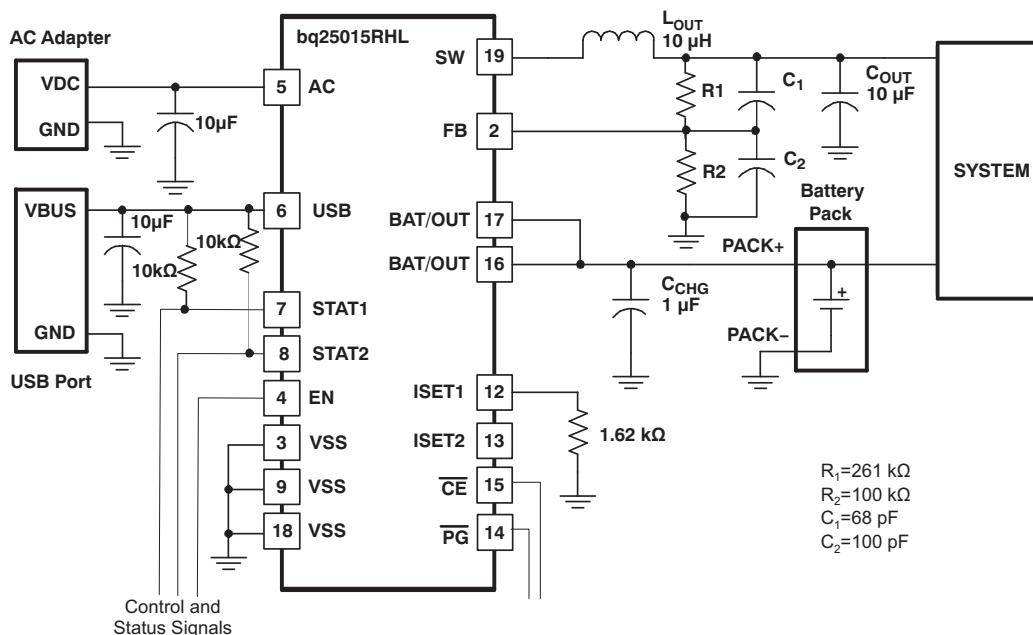 AC Adapter
VDC
GND
10µF
VBUS
10µF
10kΩ
10kΩ
GND
USB Port
bq25015RHL
5 AC
6 USB
7 STAT1
8 STAT2
4 EN
3 VSS
9 VSS
18 VSS
SW 19
FB 2
BAT/OUT 17
BAT/OUT 16
ISET1 12
ISET2 13
CE 15
PG 14
Control and
Status Signals
LOUT
10 µH
R1
C1
COUT
10 µF
R2
C2
SYSTEM
Battery
Pack
PACK+
+
PACK–
CCHG
1 µF
1.62 kΩ
R1=261 kΩ
R2=100 kΩ
C1=68 pF
C2=100 pF